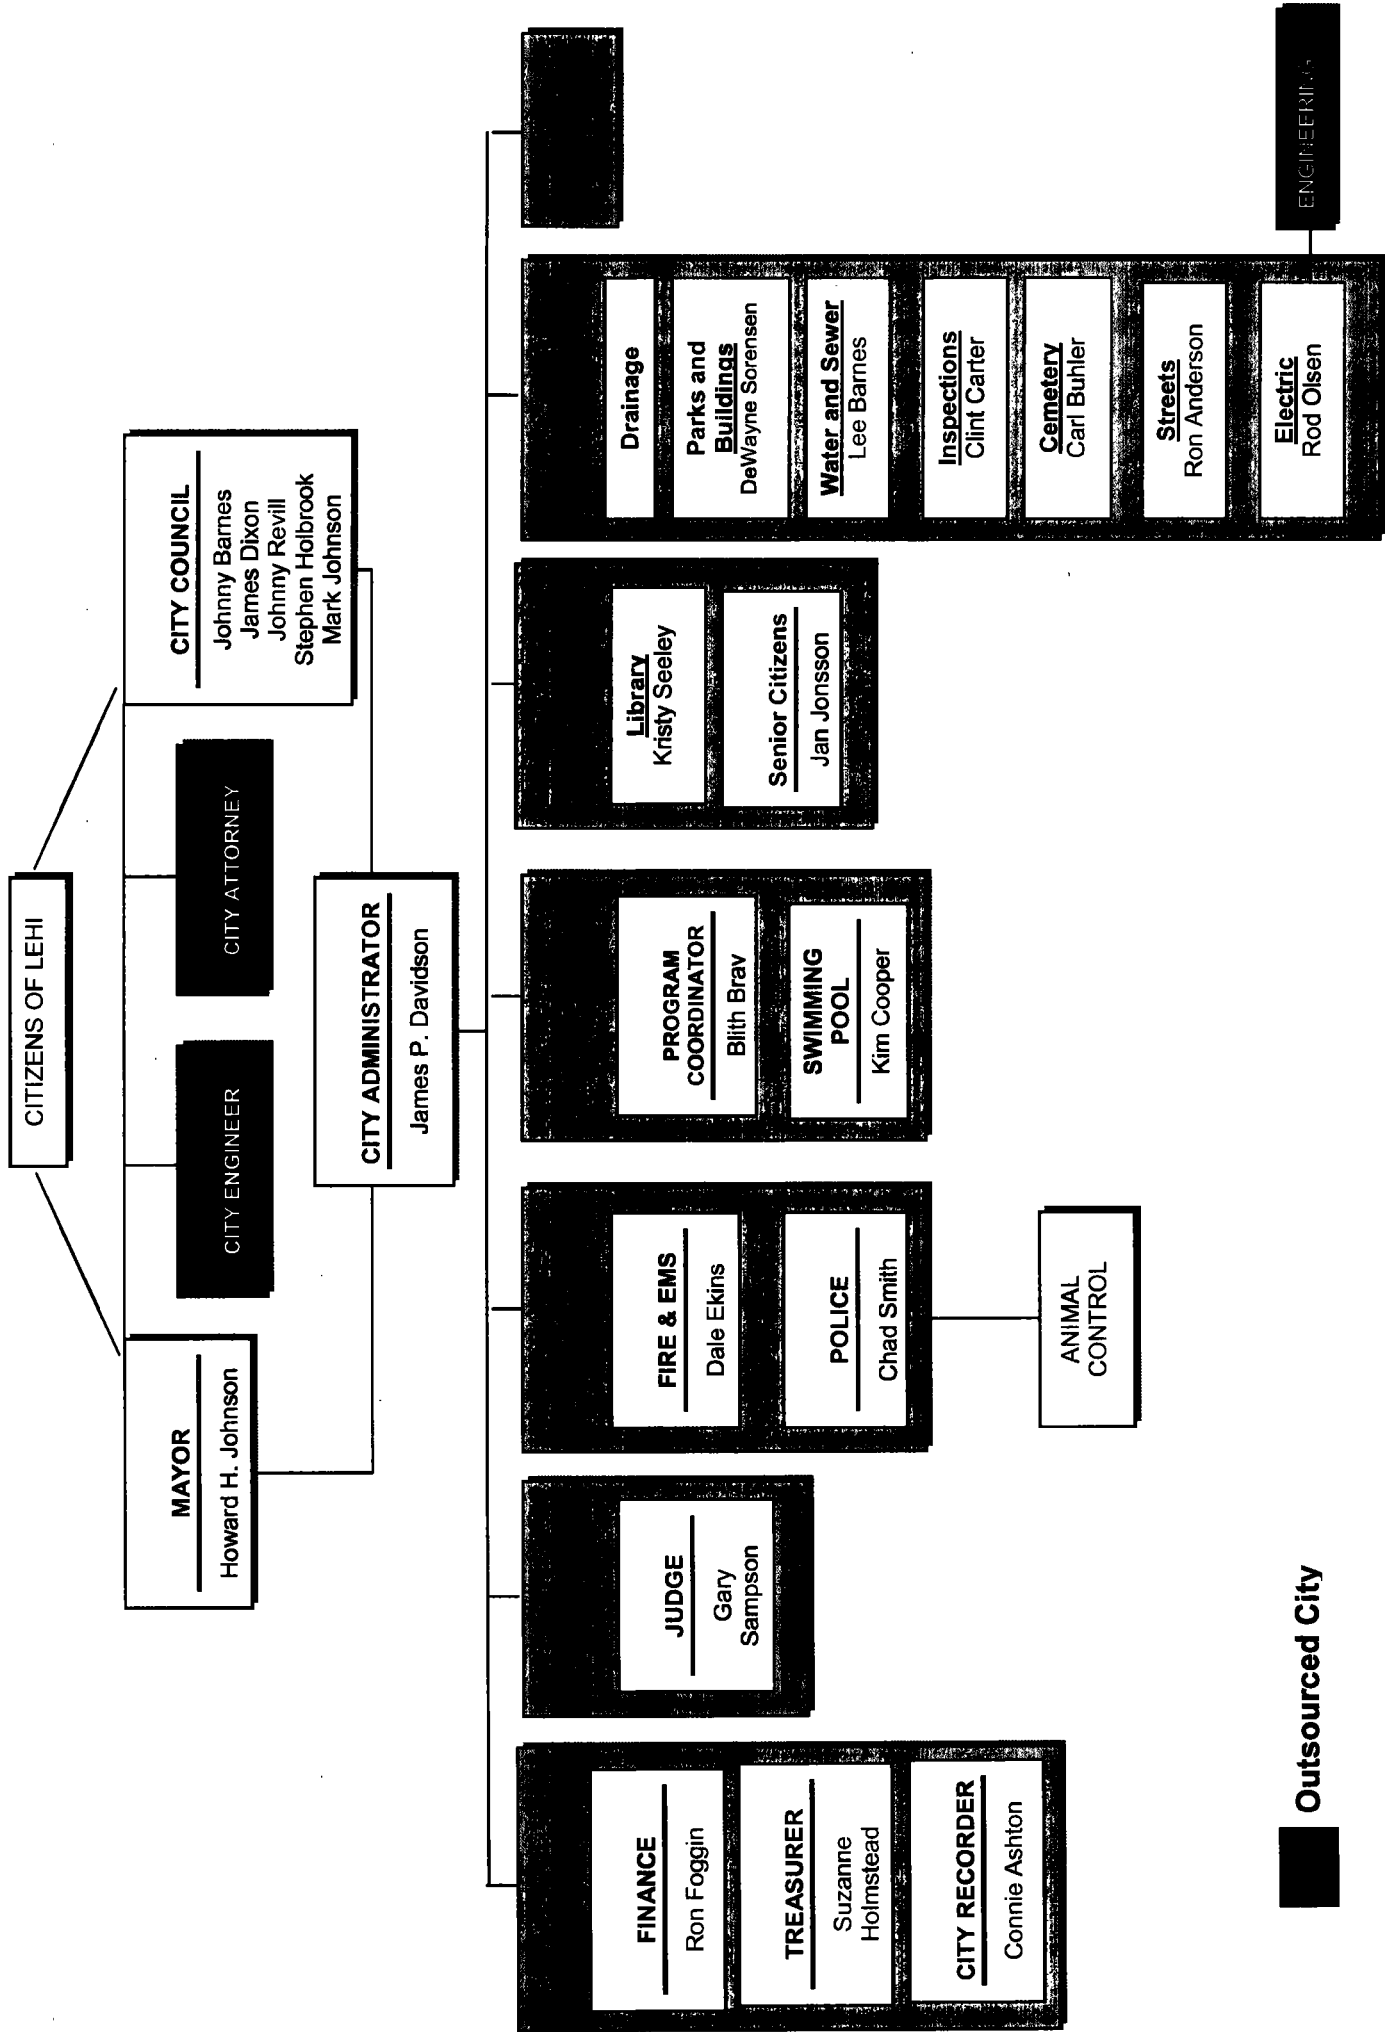 CITIZENS OF LEHI
MAYOR
Howard H. Johnson
CITY ENGINEER
CITY ATTORNEY
CITY COUNCIL
Johnny Barnes
James Dixon
Johnny Revill
Stephen Holbrook
Mark Johnson
CITY ADMINISTRATOR
James P. Davidson
FINANCE
Ron Foggin
TREASURER
Suzanne
Holmstead
CITY RECORDER
Connie Ashton
JUDGE
Gary
Sampson
FIRE & EMS
Dale Ekins
POLICE
Chad Smith
ANIMAL
CONTROL
PROGRAM
COORDINATOR
Blith Brav
SWIMMING
POOL
Kim Cooper
Library
Kristy Seeley
Senior Citizens
Jan Jonsson
Drainage
Parks and
Buildings
DeWayne Sorensen
Water and Sewer
Lee Barnes
Inspections
Clint Carter
Cemetery
Carl Buhler
Streets
Ron Anderson
Electric
Rod Olsen
ENGINEERING
Outsourced City